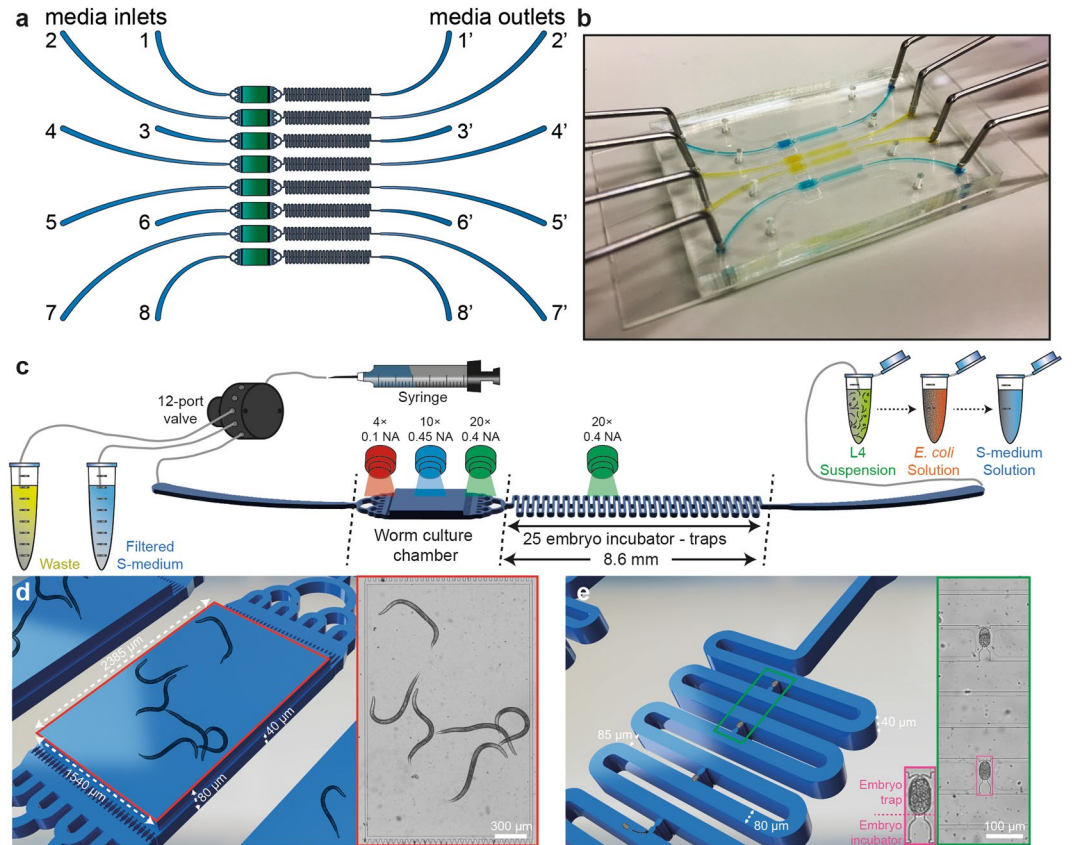 a
media inlets
media outlets
b
2
1
1’
2’
4
3
3’
4’
5
6
6’
5’
7
8
8’
7’
c
12-port
valve
Syringe
4×
0.1 NA
10×
0.45 NA
20×
0.4 NA
20×
0.4 NA
L4
Suspension
E. coli
Solution
S-medium
Solution
Waste
Filtered
S-medium
Worm culture
chamber
25 embryo incubator - traps
8.6 mm
d
2385 µm
40 µm
1540 µm
80 µm
300 µm
e
40 µm
85 µm
80 µm
Embryo
trap
Embryo
incubator
100 µm